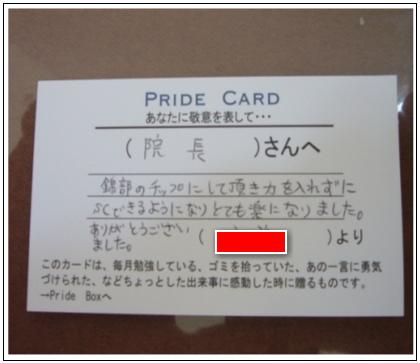 PRIDE CARD
あなたに敬意を表して・・・
(院長)さんへ
鋭部のチップにして頂き力を入れずに
SCできるようになりとても楽になりました。
ありがとうござい
ました。
( )より
このカードは、毎月勉強している、ゴミを拾っていた、あの一言に勇気
づけられた、などちょっとした出来事に感動した時に贈るものです。
→Pride Boxへ